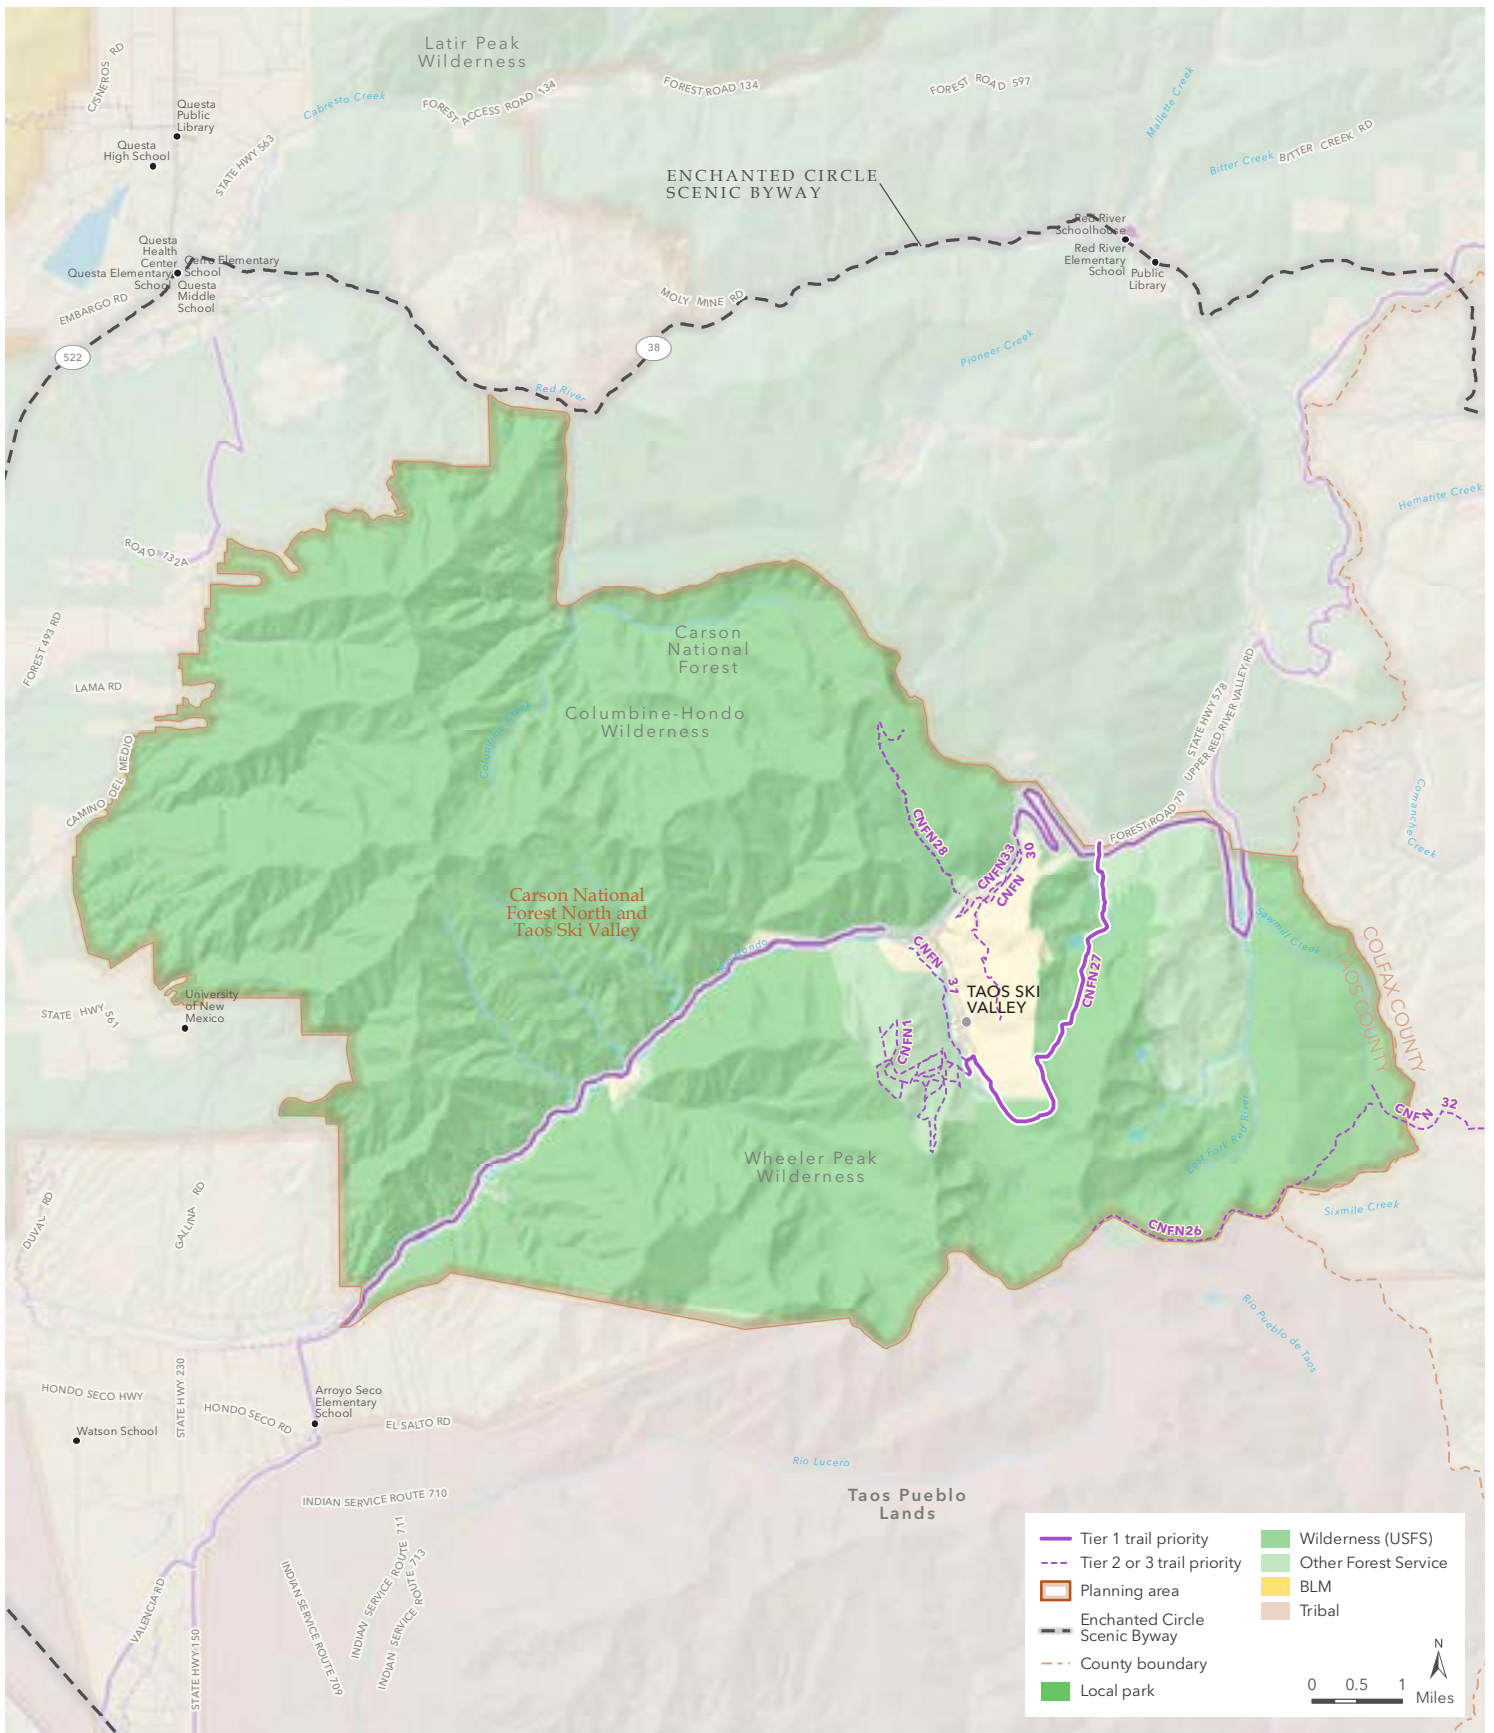 Latir Peak
Wilderness
C/SNEROS RD
Questa
Public
Library
Questa
High School
STATE HWY 563
Cabresto Creek
FOREST ACCESS ROAD 134
FOREST ROAD 134
FOREST ROAD 597
Mallette Creek
Bitter Creek
BITTER CREEK RD
ENCHANTED CIRCLE
SCENIC BYWAY
Red River
Schoolhouse
Red River
Elementary
School
Public
Library
Questa
Health
Center
Cerro Elementary
School
Questa Elementary
School
Questa
Middle
School
EMBARGO RD
522
MOLY MINE RD
38
Red River
Pioneer Creek
Hematite Creek
ROAD 132A
FOREST 493 RD
LAMA RD
CAMINO DEL MEDIO
Carson
National
Forest
Columbine-Hondo
Wilderness
Columbine Creek
STATE HWY 578
UPPER RED RIVER VALLEY RD
FOREST ROAD 79
Comanche
Creek
CNFN28
CNFN33
CNFN
30
Carson National
Forest North and
Taos Ski Valley
Hondo
CNFN
31
CNFN27
Sawmill Creek
COLFAX COUNTY
TAOS COUNTY
TAOS SKI
VALLEY
University
of New
Mexico
STATE HWY 561
CNFN1
CNFN
32
East Fork Red River
Wheeler Peak
Wilderness
DUVAL RD
GALLINA RD
CNFN26
Sixmile Creek
Rio Pueblo de Taos
HONDO SECO HWY
STATE HWY 230
HONDO SECO RD
Arroyo Seco
Elementary
School
EL SALTO RD
Watson School
Rio Lucero
Taos Pueblo
Lands
INDIAN SERVICE ROUTE 710
INDIAN SERVICE ROUTE 711
INDIAN SERVICE ROUTE 713
INDIAN SERVICE ROUTE 709
VALENCIA RD
STATE HWY 150
Tier 1 trail priority
Tier 2 or 3 trail priority
Planning area
Enchanted Circle
Scenic Byway
County boundary
Local park
Wilderness (USFS)
Other Forest Service
BLM
Tribal
N
0 0.5 1
Miles